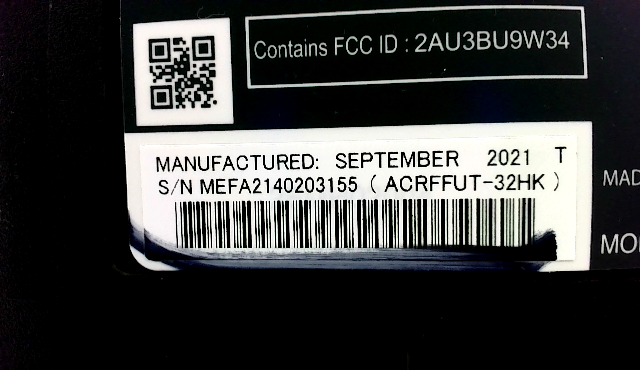 Contains FCC ID : 2AU3BU9W34
MANUFACTURED: SEPTEMBER 2021 T
S/N MEFA2140203155 ( ACRFFUT-32HK )